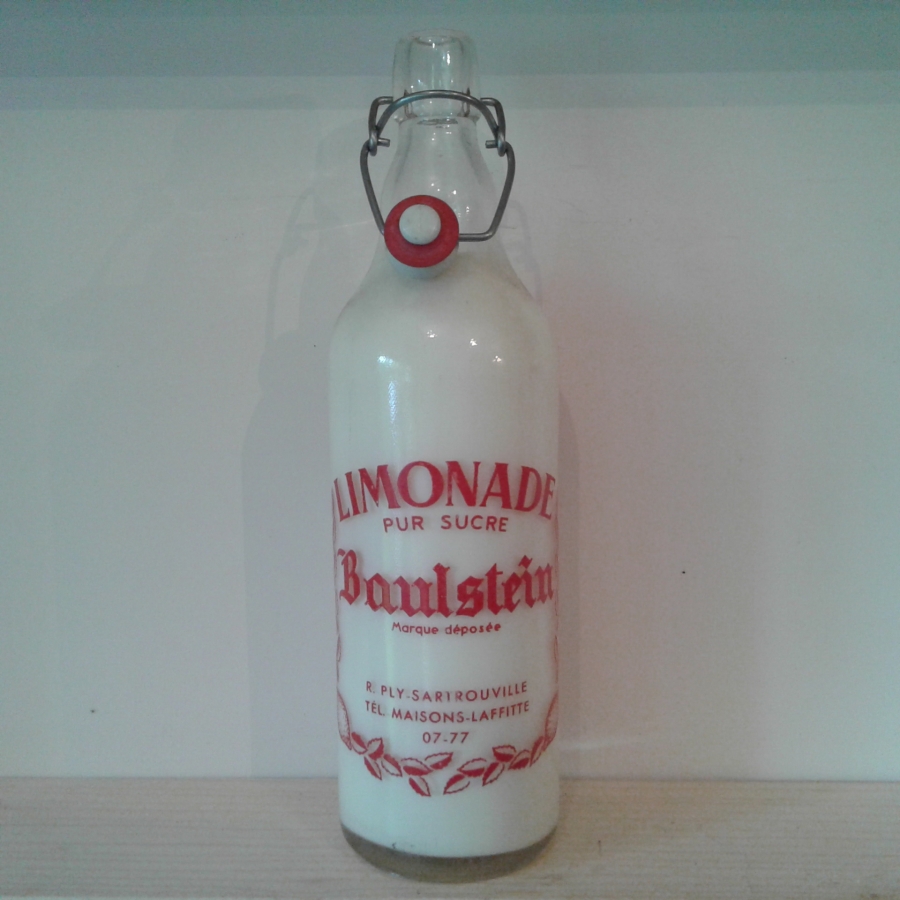 LIMONADE
PUR SUCRE
Baulstein
Marque déposée
R. PLY-SARTROUVILLE
TÉL. MAISONS-LAFFITTE
07-77